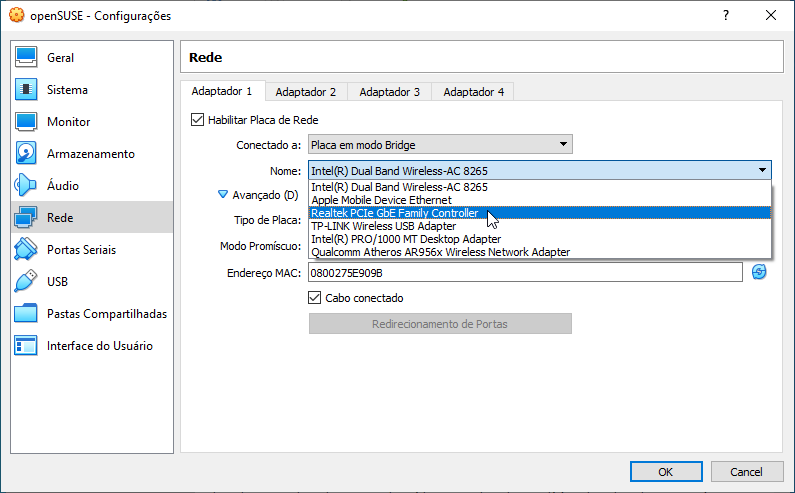 openSUSE - Configurações
?
Geral
Sistema
Monitor
Armazenamento
Áudio
Rede
Portas Seriais
USB
Pastas Compartilhadas
Interface do Usuário
Rede
Adaptador 1 Adaptador 2 Adaptador 3 Adaptador 4
Habilitar Placa de Rede
Conectado a: Placa em modo Bridge
Nome: Intel(R) Dual Band Wireless-AC 8265
Intel(R) Dual Band Wireless-AC 8265
Avançado (D) Apple Mobile Device Ethernet
Tipo de Placa: Realtek PCIe GbE Family Controller
TP-LINK Wireless USB Adapter
Modo Promíscuo: Intel(R) PRO/1000 MT Desktop Adapter
Qualcomm Atheros AR956x Wireless Network Adapter
Endereço MAC: 0800275E909B
Cabo conectado
Redirecionamento de Portas
OK Cancel